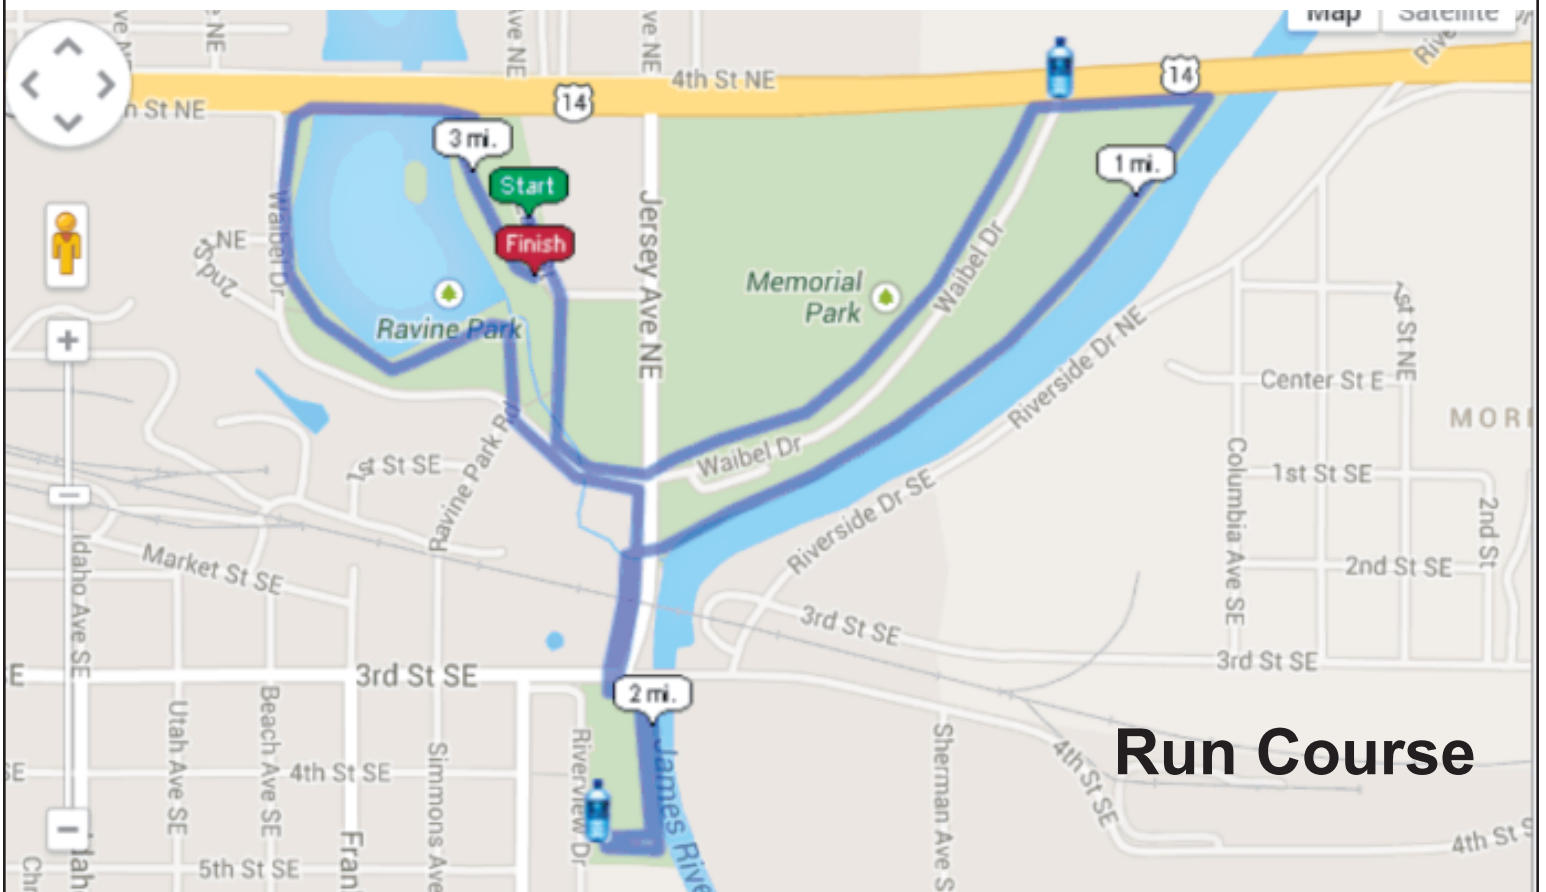 Map
Satellite
Ave NE
4th St NE
14
14
3 mi.
Start
Finish
1 mi.
Waibel Dr
NE
2nd S
Ravine Park
Jersey Ave NE
Memorial
Park
Waibel Dr
Waibel Dr
Riverside Dr NE
1st St NE
Center St E
Ravine Park Rd
1st St SE
Riverside Dr SE
Columbia Ave SE
1st St SE
2nd St
2nd St SE
Idaho Ave SE
Market St SE
3rd St SE
3rd St SE
3rd St SE
2 mi.
Utah Ave SE
Beach Ave SE
4th St SE
Simmons Ave
Riverview Dr
James Rive
Sherman Ave S
4th St SE
Run Course
4th St S
5th St SE
Fran